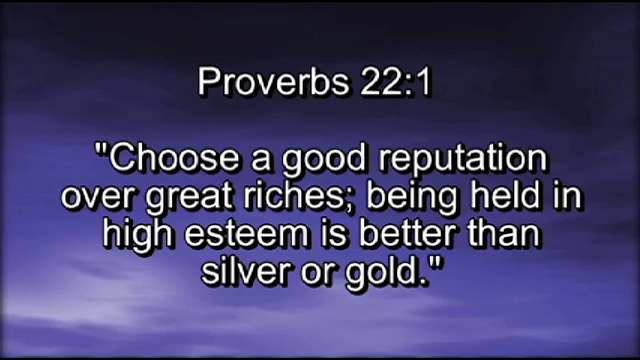 Proverbs 22:1
"Choose a good reputation
over great riches; being held in
high esteem is better than
silver or gold."